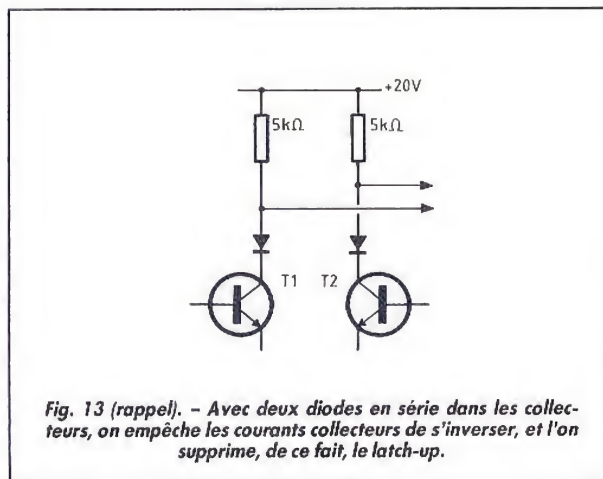 +20V
5kΩ 5kΩ
T1 T2
Fig. 13 (rappel). – Avec deux diodes en série dans les collec-
teurs, on empêche les courants collecteurs de s'inverser, et l'on
supprime, de ce fait, le latch-up.